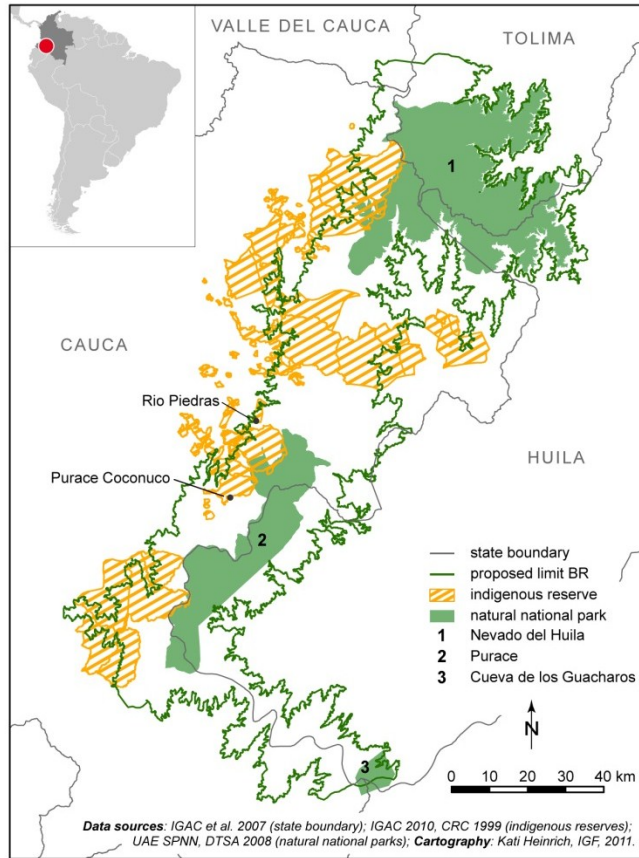 VALLE DEL CAUCA
TOLIMA
1
CAUCA
Rio Piedras
HUILA
Purace Coconuco
2
state boundary
proposed limit BR
indigenous reserve
natural national park
1 Nevado del Huila
2 Purace
3 Cueva de los Guacharos
N
3
0 10 20 30 40 km
Data sources: IGAC et al. 2007 (state boundary); IGAC 2010, CRC 1999 (indigenous reserves);
UAE SPNN, DTSA 2008 (natural national parks); Cartography: Kati Heinrich, IGF, 2011.